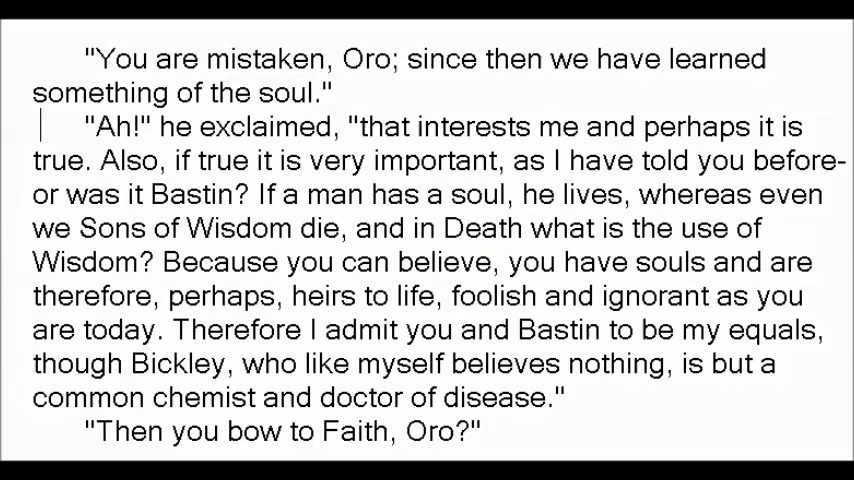 "You are mistaken, Oro; since then we have learned
something of the soul."
"Ah!" he exclaimed, "that interests me and perhaps it is
true. Also, if true it is very important, as I have told you before-
or was it Bastin? If a man has a soul, he lives, whereas even
we Sons of Wisdom die, and in Death what is the use of
Wisdom? Because you can believe, you have souls and are
therefore, perhaps, heirs to life, foolish and ignorant as you
are today. Therefore I admit you and Bastin to be my equals,
though Bickley, who like myself believes nothing, is but a
common chemist and doctor of disease."
"Then you bow to Faith, Oro?"